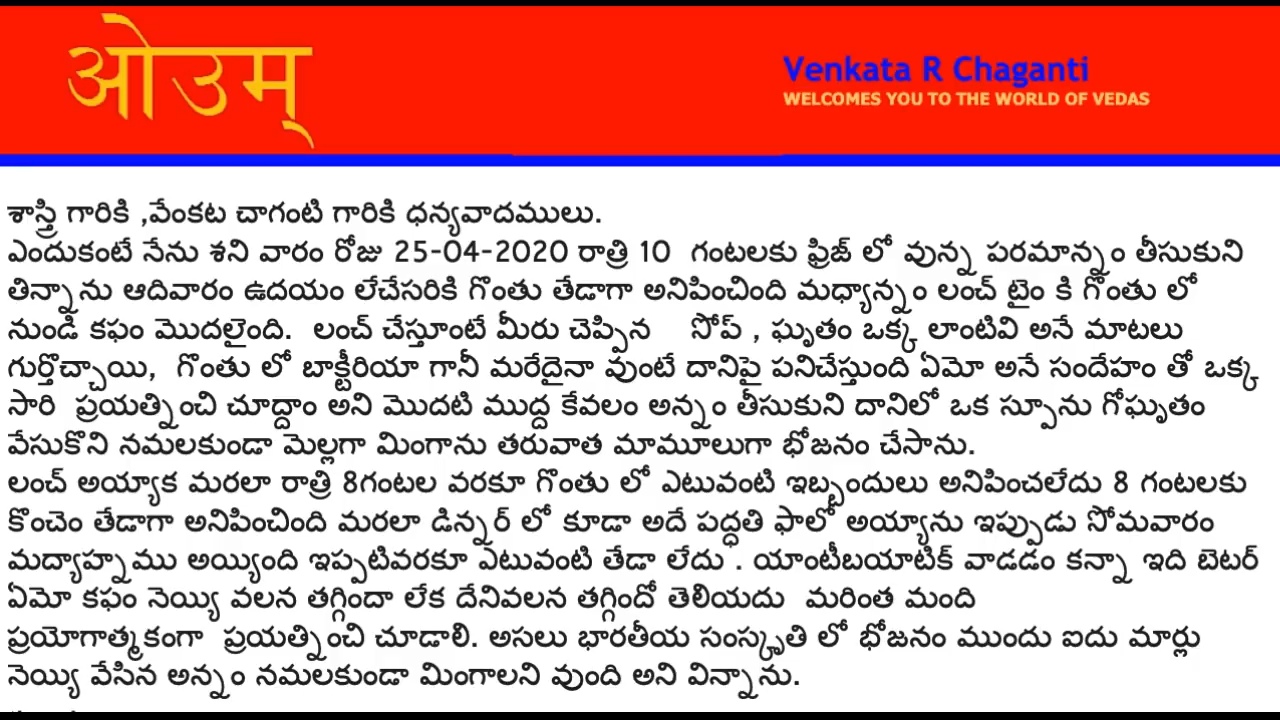 ओउम्
Venkata R Chaganti
WELCOMES YOU TO THE WORLD OF VEDAS
శాస్త్రి గారికి ,వేంకట చాగంటి గారికి ధన్యవాదములు.
ఎందుకంటే నేను శని వారం రోజు 25-04-2020 రాత్రి 10 గంటలకు ఫ్రిజ్ లో వున్న పరమాన్నం తీసుకుని
తిన్నాను ఆదివారం ఉదయం లేచేసరికి గొంతు తేడాగా అనిపించింది మధ్యాన్నం లంచ్ టైం కి గొంతు లో
నుండి కఫం మొదలైంది. లంచ్ చేస్తూంటే మీరు చెప్పిన సోప్ , ఘృతం ఒక్క లాంటివి అనే మాటలు
గుర్తొచ్చాయి, గొంతు లో బాక్టీరియా గానీ మరేదైనా వుంటే దానిపై పనిచేస్తుంది ఏమో అనే సందేహం తో ఒక్క
సారి ప్రయత్నించి చూద్దాం అని మొదటి ముద్ద కేవలం అన్నం తీసుకుని దానిలో ఒక స్పూను గోఘృతం
వేసుకొని నమలకుండా మెల్లగా మింగాను తరువాత మామూలుగా భోజనం చేసాను.
లంచ్ అయ్యాక మరలా రాత్రి 8గంటల వరకూ గొంతు లో ఎటువంటి ఇబ్బందులు అనిపించలేదు 8 గంటలకు
కొంచెం తేడాగా అనిపించింది మరలా డిన్నర్ లో కూడా అదే పద్ధతి ఫాలో అయ్యాను ఇప్పుడు సోమవారం
మద్యాహ్నము అయ్యింది ఇప్పటివరకూ ఎటువంటి తేడా లేదు . యాంటీబయాటిక్ వాడడం కన్నా ఇది బెటర్
ఏమో కఫం నెయ్యి వలన తగ్గిందా లేక దేనివలన తగ్గిందో తెలియదు మరింత మంది
ప్రయోగాత్మకంగా ప్రయత్నించి చూడాలి. అసలు భారతీయ సంస్కృతి లో భోజనం ముందు ఐదు మార్లు
నెయ్యి వేసిన అన్నం నమలకుండా మింగాలని వుంది అని విన్నాను.